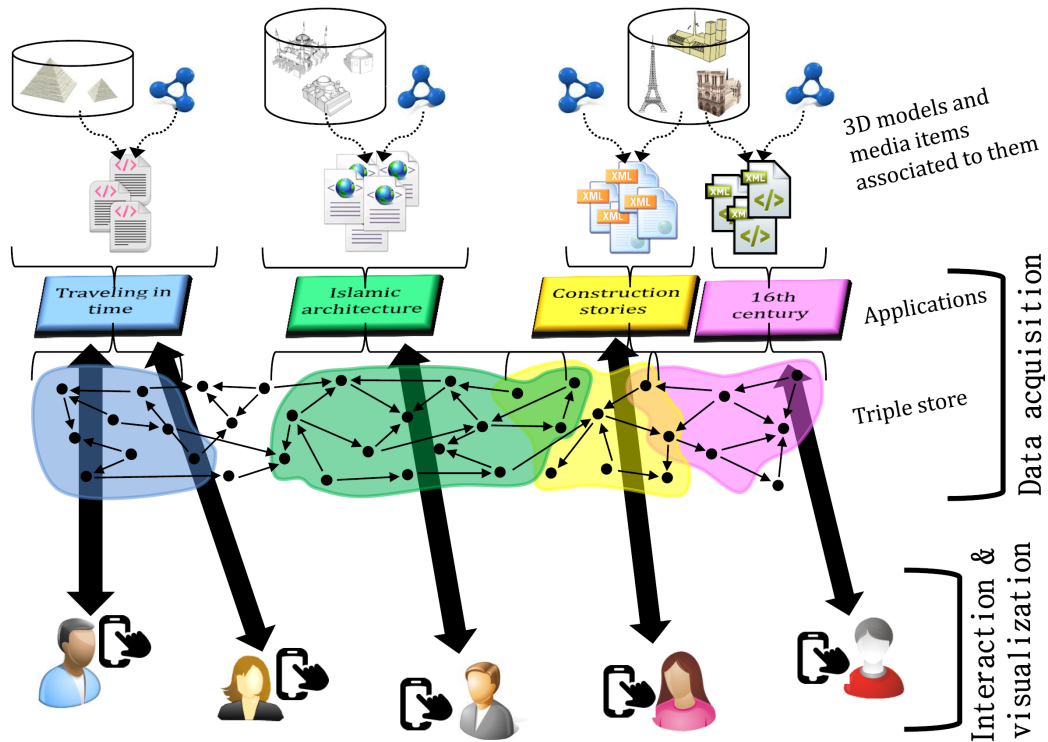 3D models and
media items
associated to them
</>
</>
</>
XML
XML
XML
XML
XML
XML
XM
</>
</>
Traveling in
time
Islamic
architecture
Construction
stories
16th
century
Applications
Triple store
Data acquisition
Interaction &
visualization